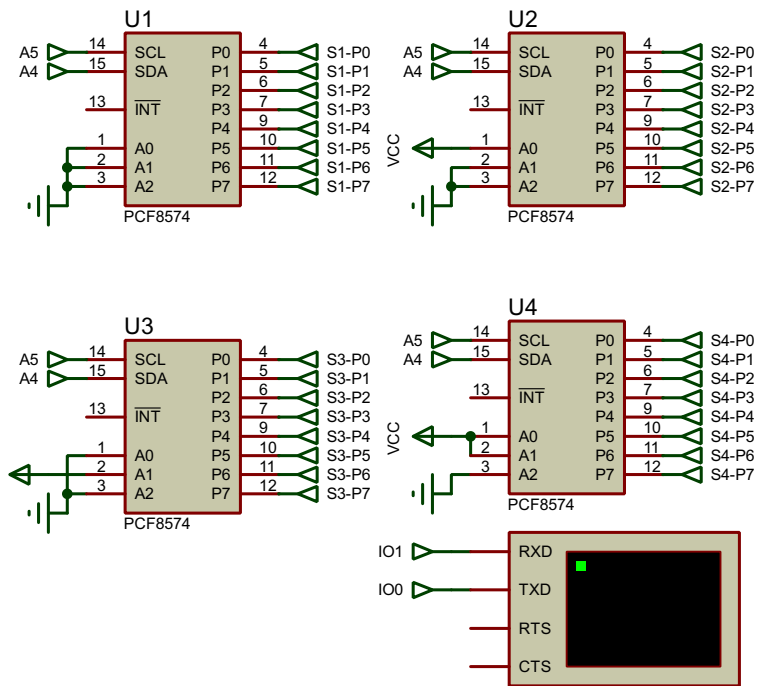 U1
A5 14 SCL P0 4 S1-P0
A4 15 SDA P1 5 S1-P1
P2 6 S1-P2
13 INT P3 7 S1-P3
P4 9 S1-P4
1 A0 P5 10 S1-P5
2 A1 P6 11 S1-P6
3 A2 P7 12 S1-P7
PCF8574
U2
A5 14 SCL P0 4 S2-P0
A4 15 SDA P1 5 S2-P1
P2 6 S2-P2
13 INT P3 7 S2-P3
P4 9 S2-P4
VCC 1 A0 P5 10 S2-P5
2 A1 P6 11 S2-P6
3 A2 P7 12 S2-P7
PCF8574
U3
A5 14 SCL P0 4 S3-P0
A4 15 SDA P1 5 S3-P1
P2 6 S3-P2
13 INT P3 7 S3-P3
P4 9 S3-P4
1 A0 P5 10 S3-P5
2 A1 P6 11 S3-P6
3 A2 P7 12 S3-P7
PCF8574
U4
A5 14 SCL P0 4 S4-P0
A4 15 SDA P1 5 S4-P1
P2 6 S4-P2
13 INT P3 7 S4-P3
P4 9 S4-P4
VCC 1 A0 P5 10 S4-P5
2 A1 P6 11 S4-P6
3 A2 P7 12 S4-P7
PCF8574
IO1 RXD
IO0 TXD
RTS
CTS